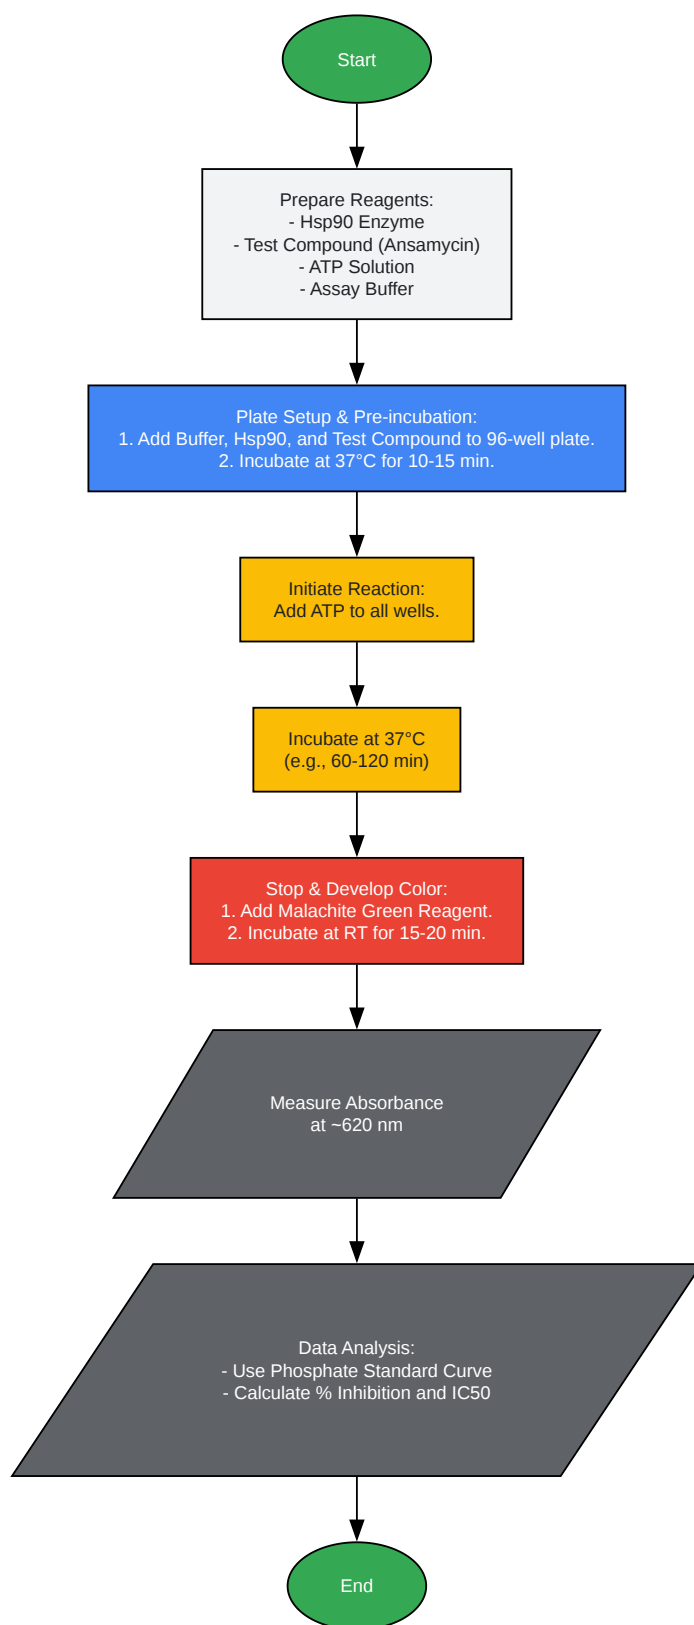 Start
Prepare Reagents:
- Hsp90 Enzyme
- Test Compound (Ansamycin)
- ATP Solution
- Assay Buffer
Plate Setup & Pre-incubation:
1. Add Buffer, Hsp90, and Test Compound to 96-well plate.
2. Incubate at 37°C for 10-15 min.
Initiate Reaction:
Add ATP to all wells.
Incubate at 37°C
(e.g., 60-120 min)
Stop & Develop Color:
1. Add Malachite Green Reagent.
2. Incubate at RT for 15-20 min.
Measure Absorbance
at ~620 nm
Data Analysis:
- Use Phosphate Standard Curve
- Calculate % Inhibition and IC50
End